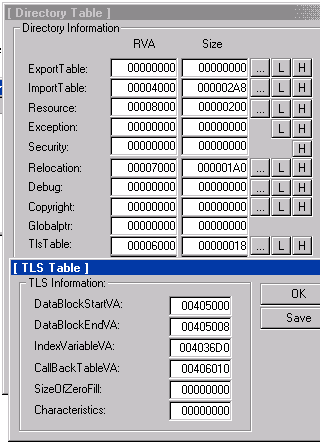 [ Directory Table ]
Directory Information
RVA Size
ExportTable: 00000000 00000000 ... L H
ImportTable: 00004000 000002A8 ... L H
Resource: 00008000 00000200 ... L H
Exception: 00000000 00000000 L H
Security: 00000000 00000000 H
Relocation: 00007000 000001A0 ... L H
Debug: 00000000 00000000 ... L H
Copyright: 00000000 00000000 ... L H
Globalptr: 00000000 00000000
TlsTable: 00006000 00000018 ... L H
[ TLS Table ]
TLS Information:
DataBlockStartVA: 00405000 OK
DataBlockEndVA: 00405008 Save
IndexVariableVA: 004036D0
CallBackTableVA: 00406010
SizeOfZeroFill: 00000000
Characteristics: 00000000